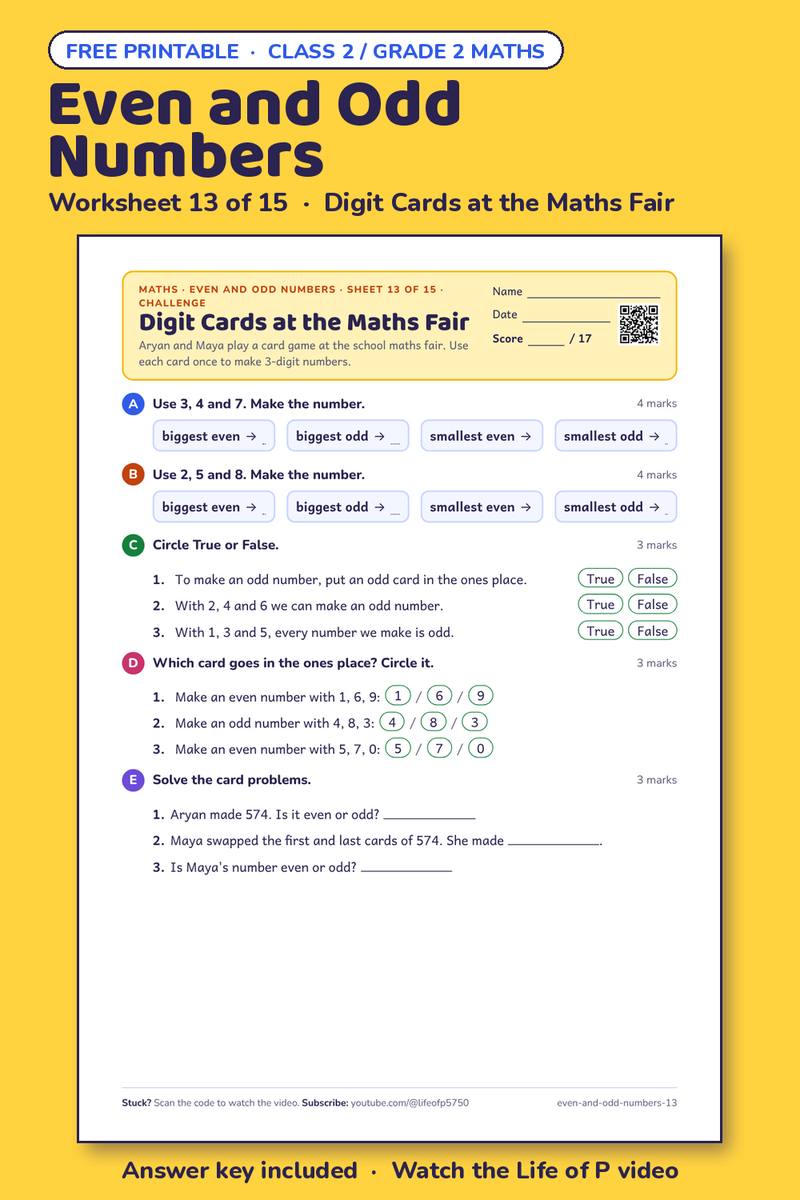 FREE PRINTABLE · CLASS 2 / GRADE 2 MATHS
Even and Odd
Numbers
Worksheet 13 of 15 · Digit Cards at the Maths Fair
MATHS · EVEN AND ODD NUMBERS · SHEET 13 OF 15 ·
CHALLENGE
Digit Cards at the Maths Fair
Aryan and Maya play a card game at the school maths fair. Use
each card once to make 3-digit numbers.
Name ____________
Date ____________
Score _____ / 17
A Use 3, 4 and 7. Make the number. 4 marks
biggest even → _ biggest odd → __ smallest even → smallest odd → _
B Use 2, 5 and 8. Make the number. 4 marks
biggest even → _ biggest odd → __ smallest even → smallest odd → _
C Circle True or False. 3 marks
1. To make an odd number, put an odd card in the ones place. True False
2. With 2, 4 and 6 we can make an odd number. True False
3. With 1, 3 and 5, every number we make is odd. True False
D Which card goes in the ones place? Circle it. 3 marks
1. Make an even number with 1, 6, 9: 1 / 6 / 9
2. Make an odd number with 4, 8, 3: 4 / 8 / 3
3. Make an even number with 5, 7, 0: 5 / 7 / 0
E Solve the card problems. 3 marks
1. Aryan made 574. Is it even or odd? ____________
2. Maya swapped the first and last cards of 574. She made ____________.
3. Is Maya's number even or odd? ____________
Stuck? Scan the code to watch the video. Subscribe: youtube.com/@lifeofp5750 even-and-odd-numbers-13
Answer key included · Watch the Life of P video